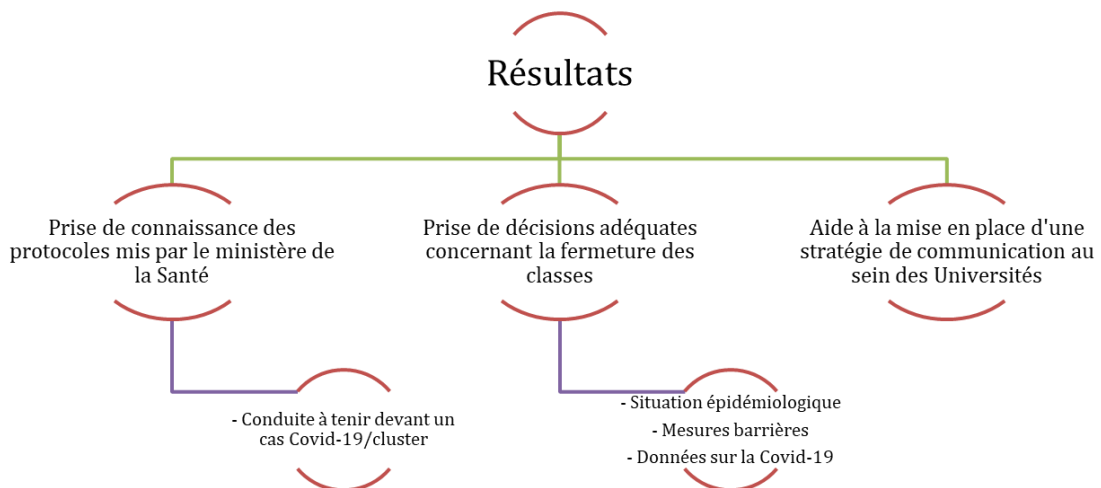 Résultats
Prise de connaissance des
protocoles mis par le ministère de
la Santé
Prise de décisions adéquates
concernant la fermeture des
classes
Aide à la mise en place d'une
stratégie de communication au
sein des Universités
- Conduite à tenir devant un
cas Covid-19/cluster
- Situation épidémiologique
- Mesures barrières
- Données sur la Covid-19